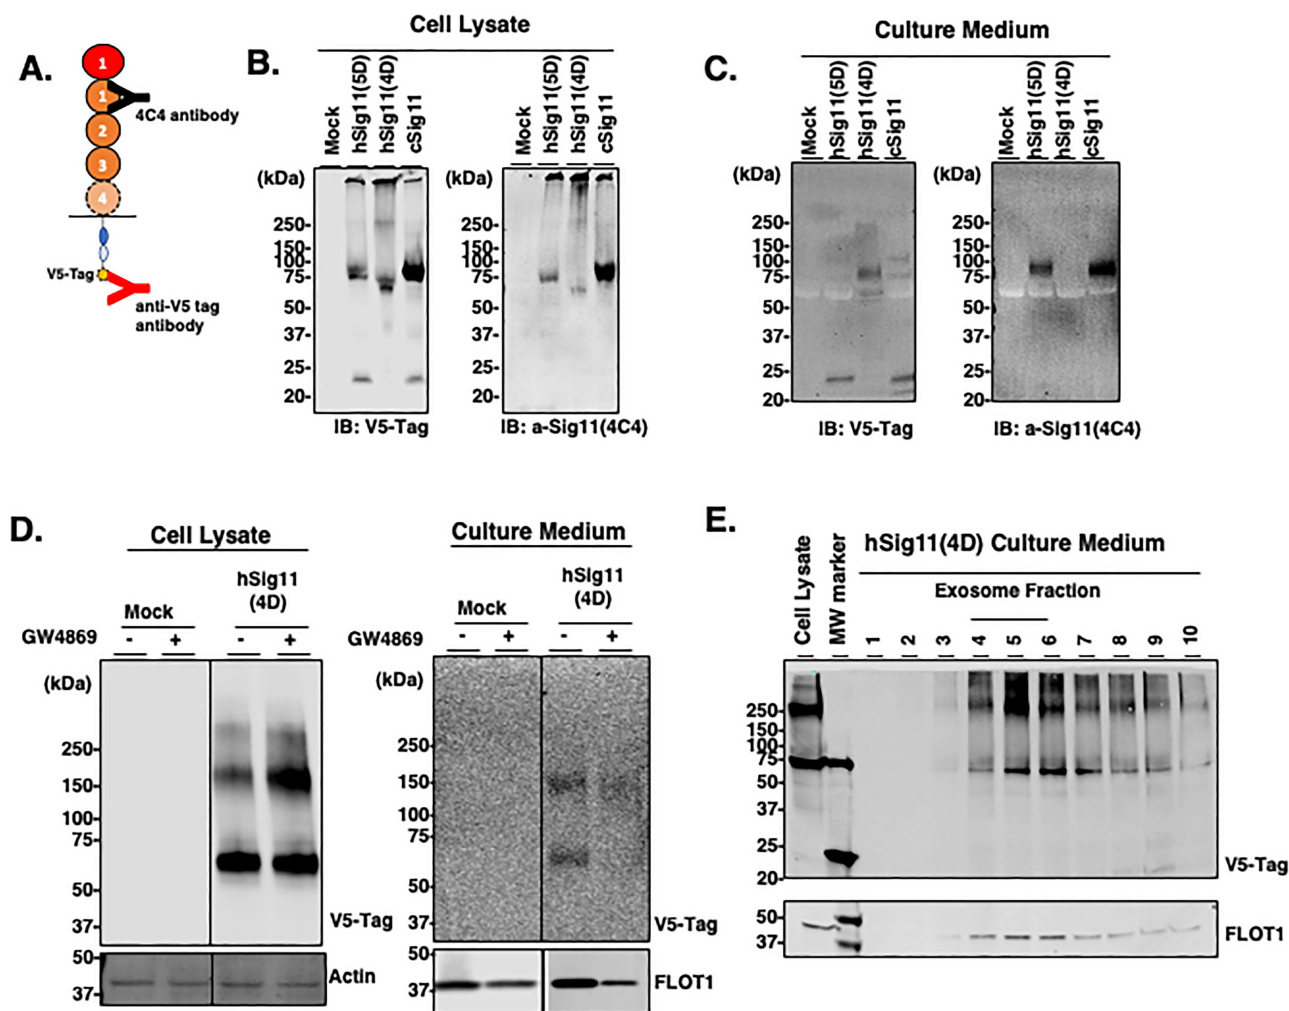 A.
1
1
2
3
4
4C4 antibody
V5-Tag
anti-V5 tag
antibody
B.
Cell Lysate
Mock
hSig11(5D)
hSig11(4D)
cSig11
(kDa)
250-
150-
100-
75-
50-
37-
25-
20-
IB: V5-Tag
Mock
hSig11(5D)
hSig11(4D)
cSig11
(kDa)
250-
150-
100-
75-
50-
37-
25-
20-
IB: a-Sig11(4C4)
C.
Culture Medium
Mock
hSig11(5D)
hSig11(4D)
cSig11
(kDa)
250-
150-
100-
75-
50-
37-
25-
20-
IB: V5-Tag
Mock
hSig11(5D)
hSig11(4D)
cSig11
(kDa)
250-
150-
100-
75-
50-
37-
25-
20-
IB: a-Sig11(4C4)
D.
Cell Lysate
Mock
hSig11
(4D)
GW4869
- + - +
(kDa)
250-
150-
100-
75-
50-
37-
V5-Tag
50-
37-
Actin
Culture Medium
Mock
hSig11
(4D)
GW4869
- + - +
(kDa)
250-
150-
100-
75-
50-
37-
V5-Tag
50-
37-
FLOT1
E.
hSig11(4D) Culture Medium
Exosome Fraction
Cell Lysate
MW marker
1 2 3 4 5 6 7 8 9 10
250-
150-
100-
75-
50-
37-
25-
20-
V5-Tag
50-
37-
FLOT1